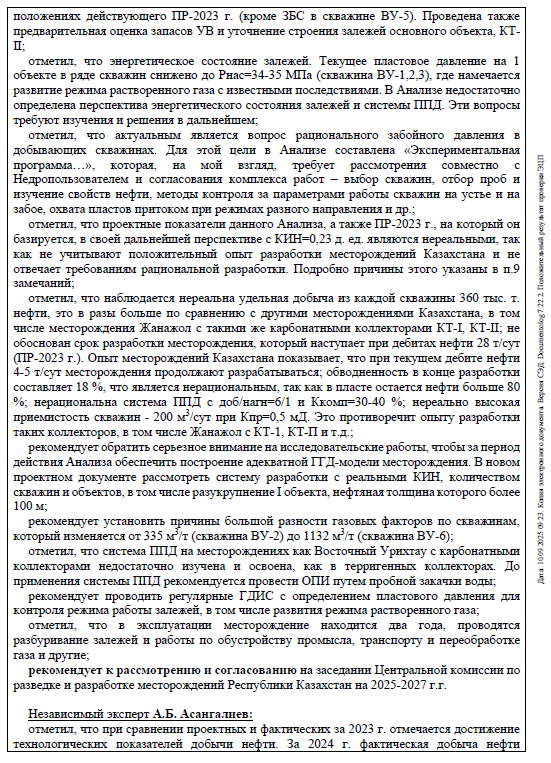 положениях действующего ПР-2023 г. (кроме ЗБС в скважине ВУ-5). Проведена также
предварительная оценка запасов УВ и уточнение строения залежей основного объекта, КТ-
II;
отметил, что энергетическое состояние залежей. Текущее пластовое давление на 1
объекте в ряде скважин снижено до Рнас=34-35 МПа (скважина ВУ-1,2,3), где намечается
развитие режима растворенного газа с известными последствиями. В Анализе недостаточно
определена перспектива энергетического состояния залежей и системы ППД. Эти вопросы
требуют изучения и решения в дальнейшем;
отметил, что актуальным является вопрос рационального забойного давления в
добывающих скважинах. Для этой цели в Анализе составлена «Экспериментальная
программа…», которая, на мой взгляд, требует рассмотрения совместно с
Недропользователем и согласования комплекса работ – выбор скважин, отбор проб и
изучение свойств нефти, методы контроля за параметрами работы скважин на устье и на
забое, охвата пластов притоком при режимах разного направления и др.;
отметил, что проектные показатели данного Анализа, а также ПР-2023 г., на который он
базируется, в своей дальнейшей перспективе с КИН=0,23 д. ед. являются нереальными, так
как не учитывают положительный опыт разработки месторождений Казахстана и не
отвечает требованиям рациональной разработки. Подробно причины этого указаны в п.9
замечаний;
отметил, что наблюдается нереальна удельная добыча из каждой скважины 360 тыс. т.
нефти, это в разы больше по сравнению с другими месторождениями Казахстана, в том
числе месторождения Жанажол с такими же карбонатными коллекторами КТ-I, КТ-II; не
обоснован срок разработки месторождения, который наступает при дебитах нефти 28 т/сут
(ПР-2023 г.). Опыт месторождений Казахстана показывает, что при текущем дебите нефти
4-5 т/сут месторождения продолжают разрабатываться; обводненность в конце разработки
составляет 18 %, что является нерациональным, так как в пласте остается нефти больше 80
%; нерациональна система ППД с доб/нагн=6/1 и Ккомп=30-40 %; нереально высокая
приемистость скважин - 200 м³/сут при Кпр=0,5 мД. Это противоречит опыту разработки
таких коллекторов, в том числе Жанажол с КТ-1, КТ-П и т.д.;
рекомендует обратить серьезное внимание на исследовательские работы, чтобы за период
действия Анализа обеспечить построение адекватной ГГД-модели месторождения. В новом
проектном документе рассмотреть систему разработки с реальными КИН, количеством
скважин и объектов, в том числе разукрупнение I объекта, нефтяная толщина которого более
100 м;
рекомендует установить причины большой разности газовых факторов по скважинам,
который изменяется от 335 м³/т (скважина ВУ-2) до 1132 м³/т (скважина ВУ-6);
отметил, что система ППД на месторождениях как Восточный Урихтау с карбонатными
коллекторами недостаточно изучена и освоена, как в терригенных коллекторах. До
применения системы ППД рекомендуется провести ОПИ путем пробной закачки воды;
рекомендует проводить регулярные ГДИС с определением пластового давления для
контроля режима работы залежей, в том числе развития режима растворенного газа;
отметил, что в эксплуатации месторождение находится два года, проводятся
разбуривание залежей и работы по обустройству промысла, транспорту и переобработке
газа и другие;
рекомендует к рассмотрению и согласованию на заседании Центральной комиссии по
разведке и разработке месторождений Республики Казахстан на 2025-2027 г.г.
Независимый эксперт А.Б. Асангалиев:
отметил, что при сравнении проектных и фактических за 2023 г. отмечается достижение
технологических показателей добычи нефти. За 2024 г. фактическая добыча нефти
Дата: 10.09.2025 09:23. Копия электронного документа. Версия СЭД: Documentolog 7.22.2. Положительный результат проверки ЭЦП